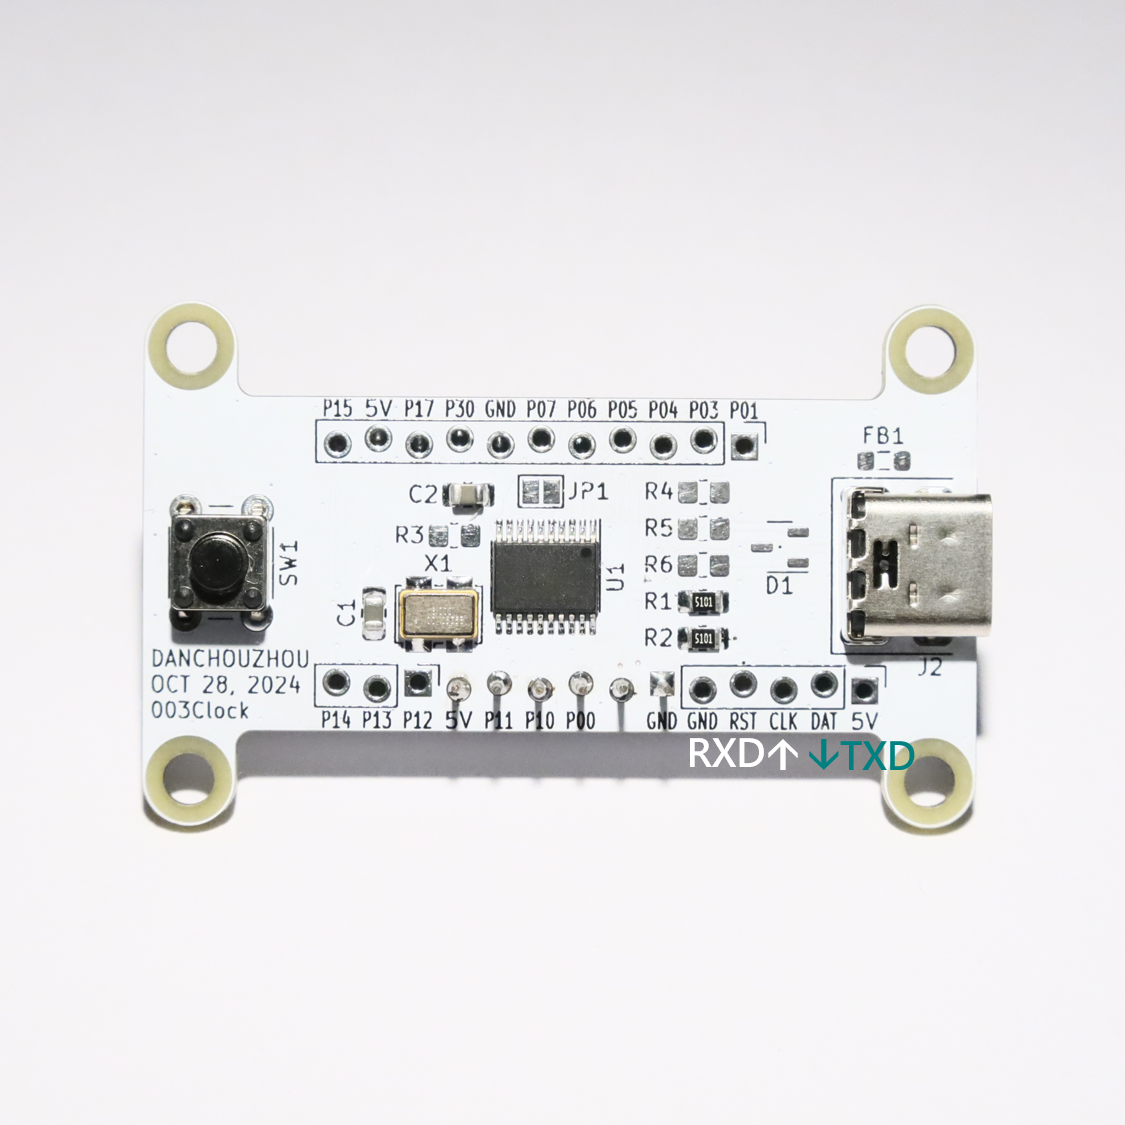 P15 5V P17 P30 GND P07 P06 P05 P04 P03 P01
FB1
C2
JP1
R4
R3
R5
X1
R6
U1
D1
SW1
C1
R1 5101
R2 5101
J2
DANCHOUZHOU
OCT 28, 2024
003Clock
P14 P13 P12 5V P11 P10 P00 GND GND RST CLK DAT 5V
RXD↑ ↓TXD